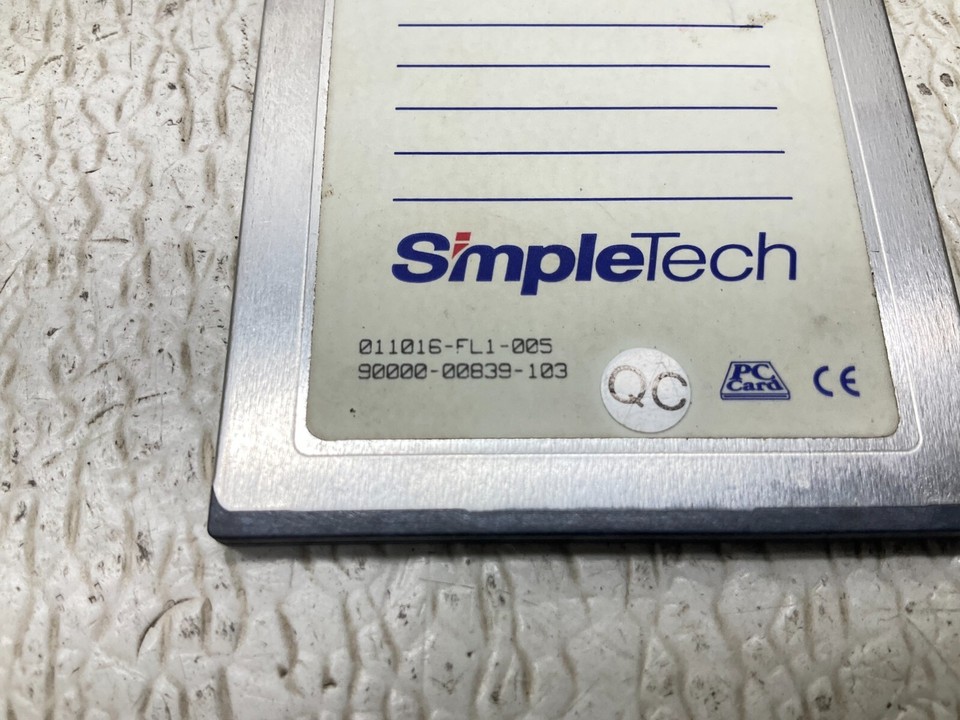 SimpleTech
011016-FL1-005
90000-00839-103
QC
PC
Card
CE